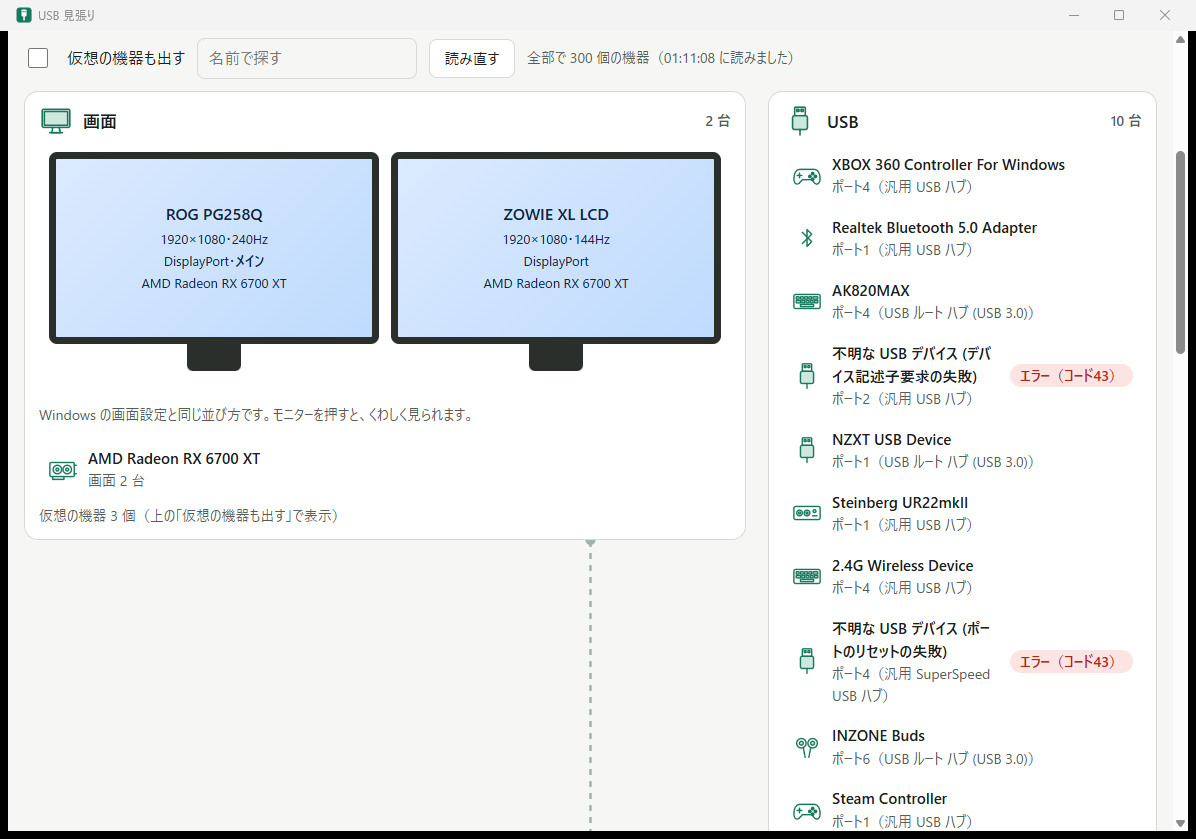 USB 見張り
仮想の機器も出す
名前で探す
読み直す
全部で 300 個の機器（01:11:08 に読みました）
画面
2 台
ROG PG258Q
1920×1080･240Hz
DisplayPort･メイン
AMD Radeon RX 6700 XT
ZOWIE XL LCD
1920×1080･144Hz
DisplayPort
AMD Radeon RX 6700 XT
Windows の画面設定と同じ並び方です。モニターを押すと、くわしく見られます。
AMD Radeon RX 6700 XT
画面 2 台
仮想の機器 3 個（上の「仮想の機器も出す」で表示）
USB
10 台
XBOX 360 Controller For Windows
ポート4（汎用 USB ハブ）
Realtek Bluetooth 5.0 Adapter
ポート1（汎用 USB ハブ）
AK820MAX
ポート4（USB ルート ハブ (USB 3.0)）
不明な USB デバイス (デバ
イス記述子要求の失敗)
ポート2（汎用 USB ハブ）
エラー（コード43）
NZXT USB Device
ポート1（USB ルート ハブ (USB 3.0)）
Steinberg UR22mkII
ポート1（汎用 USB ハブ）
2.4G Wireless Device
ポート4（汎用 USB ハブ）
不明な USB デバイス (ポー
トのリセットの失敗)
ポート4（汎用 SuperSpeed
USB ハブ）
エラー（コード43）
INZONE Buds
ポート6（USB ルート ハブ (USB 3.0)）
Steam Controller
ポート1（汎用 USB ハブ）